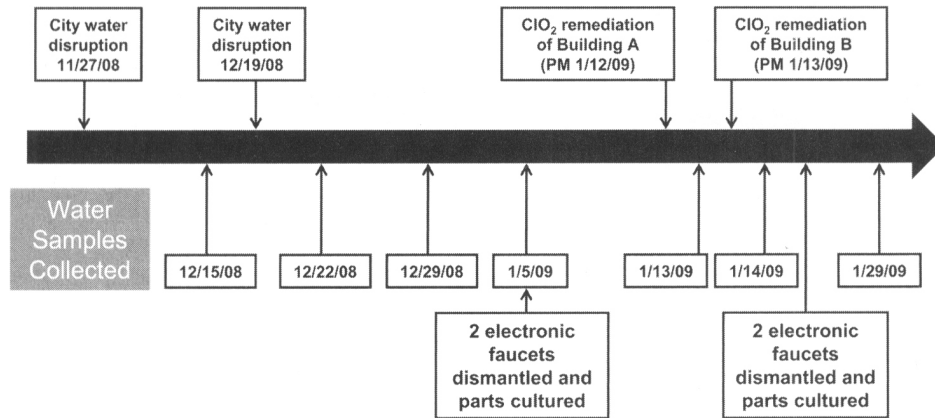 City water
disruption
11/27/08
City water
disruption
12/19/08
ClO₂ remediation
of Building A
(PM 1/12/09)
ClO₂ remediation
of Building B
(PM 1/13/09)
Water
Samples
Collected
12/15/08
12/22/08
12/29/08
1/5/09
1/13/09
1/14/09
1/29/09
2 electronic
faucets
dismantled and
parts cultured
2 electronic
faucets
dismantled and
parts cultured